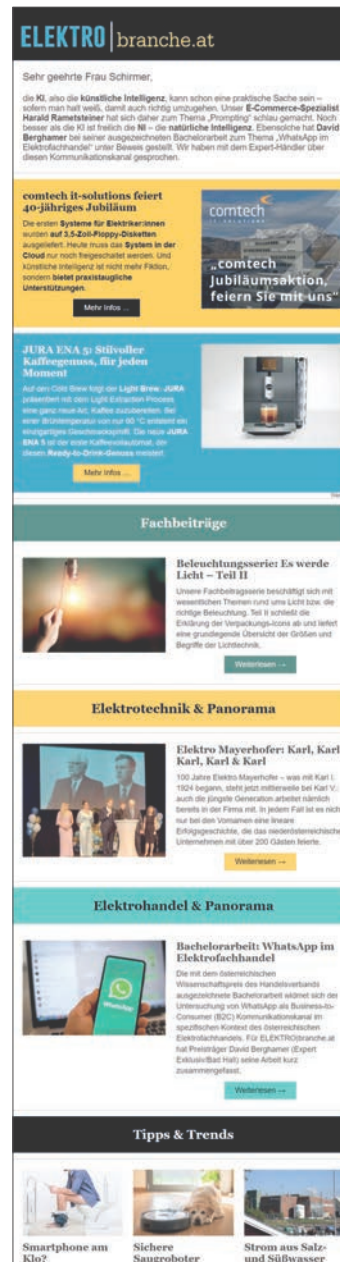 ELEKTRO branche.at
Sehr geehrte Frau Schirmer,
die KI, also die künstliche Intelligenz, kann schon eine praktische Sache sein –
sofern man halt weiß, damit auch richtig umzugehen. Unser E-Commerce-Spezialist
Harald Rametsteiner hat sich daher zum Thema „Prompting“ schlau gemacht. Noch
besser als die KI ist freilich die NI – die natürliche Intelligenz. Ebensolche hat David
Berghamer bei seiner ausgezeichneten Bachelorarbeit zum Thema „WhatsApp im
Elektrofachhandel“ unter Beweis gestellt. Wir haben mit dem Expert-Händler über
diesen Kommunikationskanal gesprochen.
comtech it-solutions feiert
40-jähriges Jubiläum
Die ersten Systeme für Elektriker:innen
wurden auf 3,5-Zoll-Floppy-Disketten
ausgeliefert. Heute muss das System in der
Cloud nur noch freigeschaltet werden. Und
künstliche Intelligenz ist nicht mehr Fiktion,
sondern bietet praxistaugliche
Unterstützungen.
Mehr Infos ...
comtech
IT-SOLUTIONS
„comtech
Jubiläumsaktion,
feiern Sie mit uns“
JURA ENA 5: Stilvoller
Kaffeegenuss, für jeden
Moment
Auf den Cold Brew folgt der Light Brew. JURA
präsentiert mit dem Light Extraction Process
eine ganz neue Art, Kaffee zuzubereiten. Bei
einer Brühtemperatur von nur 60 °C entsteht ein
einzigartiges Geschmacksprofil. Die neue JURA
ENA 5 ist der erste Kaffeevollautomat, der
diesen Ready-to-Drink-Genuss meistert.
Mehr Infos ...
Fachbeiträge
Beleuchtungsserie: Es werde
Licht – Teil II
Unsere Fachbeitragsserie beschäftigt sich mit
wesentlichen Themen rund ums Licht bzw. die
richtige Beleuchtung. Teil II schließt die
Erklärung der Verpackungs-Icons ab und liefert
eine grundlegende Übersicht der Größen und
Begriffe der Lichttechnik.
Weiterlesen →
Elektrotechnik & Panorama
Elektro Mayerhofer: Karl, Karl,
Karl, Karl & Karl
100 Jahre Elektro Mayerhofer – was mit Karl I.
1924 begann, steht jetzt mittlerweile bei Karl V.:
auch die jüngste Generation arbeitet nämlich
bereits in der Firma mit. In jedem Fall ist es nich
nur bei den Vornamen eine lineare
Erfolgsgeschichte, die das niederösterreichische
Unternehmen mit über 200 Gästen feierte.
Weiterlesen →
Elektrohandel & Panorama
WhatsApp
Bachelorarbeit: WhatsApp im
Elektrofachhandel
Die mit dem österreichischen
Wissenschaftspreis des Handelsverbands
ausgezeichnete Bachelorarbeit widmet sich der
Untersuchung von WhatsApp als Business-to-
Consumer (B2C) Kommunikationskanal im
spezifischen Kontext des österreichischen
Elektrofachhandels. Für ELEKTRO|branche.at
hat Preisträger David Berghamer (Expert
Exklusiv/Bad Hall) seine Arbeit kurz
zusammengefasst.
Weiterlesen →
Tipps & Trends
Smartphone am
Klo?
Sichere
Saugroboter
Strom aus Salz-
und Süßwasser